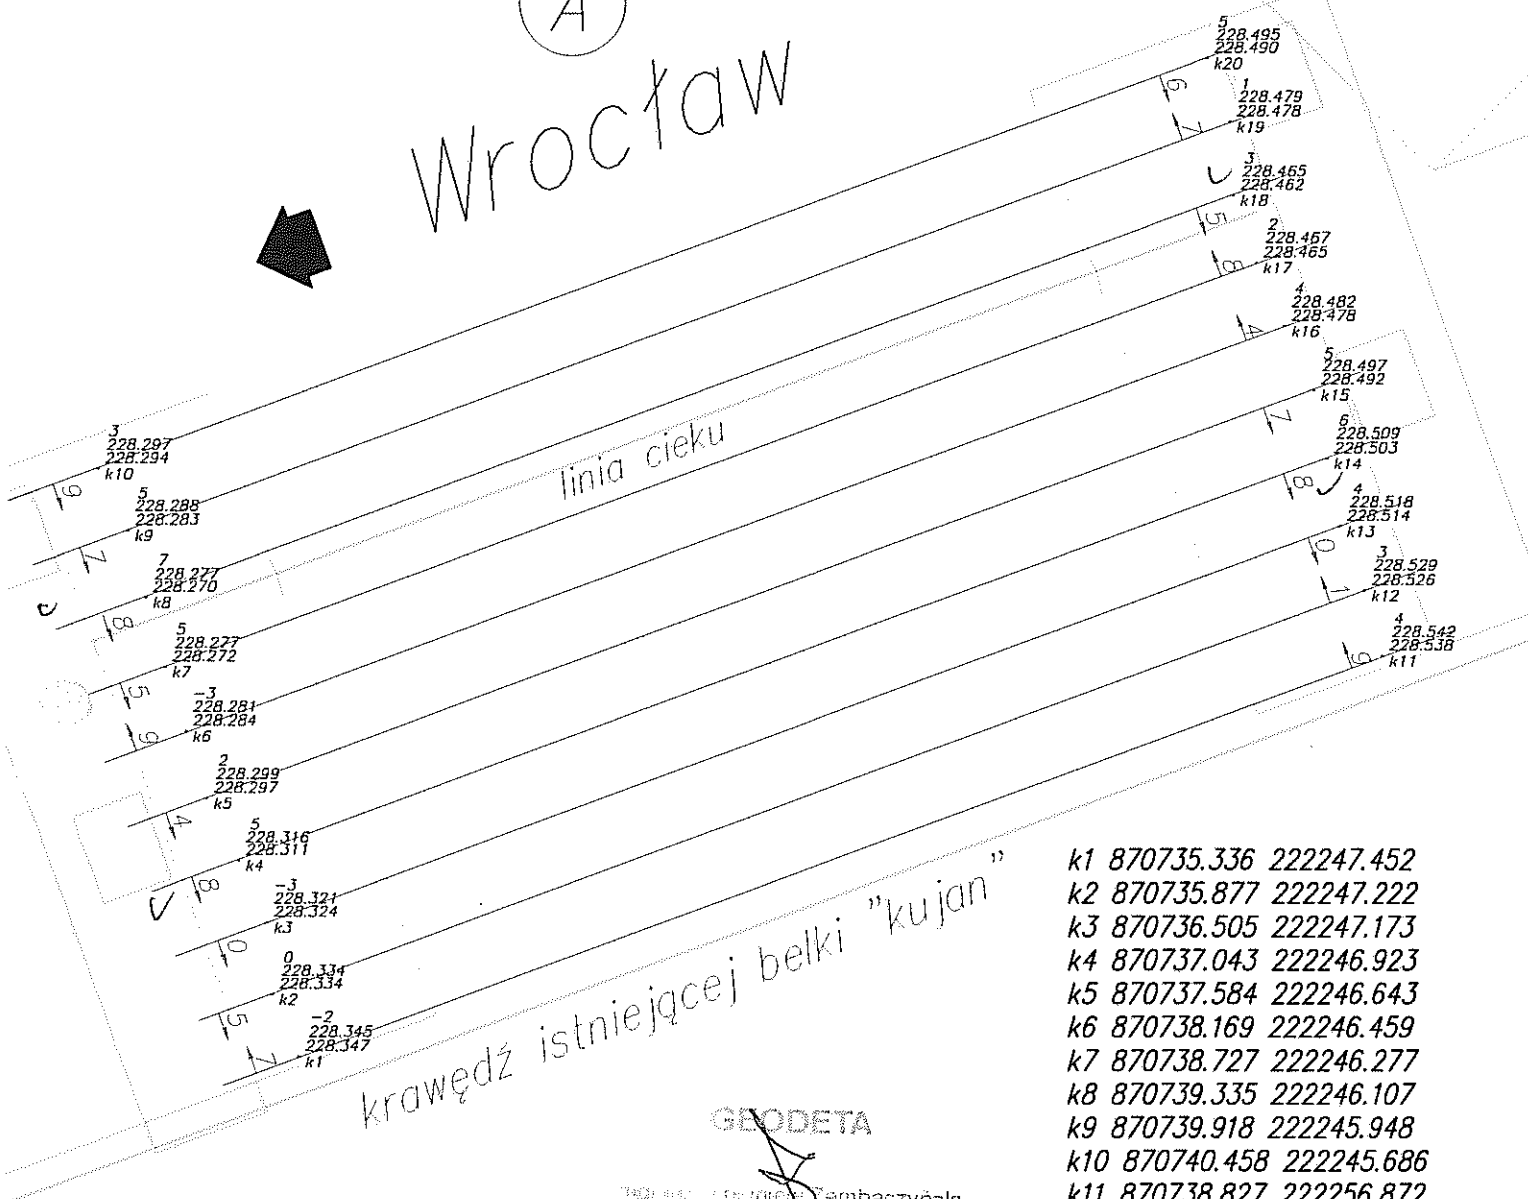 A
Wrocław
5
228.495
228.490
k20
6
1
228.479
228.478
k19
7
3
228.465
228.462
k18
5
2
228.467
228.465
k17
8
4
228.482
228.478
k16
4
5
228.497
228.492
k15
7
6
228.509
228.503
k14
8
4
228.518
228.514
k13
0
3
228.529
228.526
k12
1
4
228.542
228.538
k11
9
linia cieku
3
228.297
228.294
k10
9
5
228.288
228.283
k9
7
7
228.277
228.270
k8
8
5
228.277
228.272
k7
5
-3
228.281
228.284
k6
9
2
228.299
228.297
k5
4
5
228.316
228.311
k4
8
-3
228.321
228.324
k3
0
0
228.334
228.334
k2
5
-2
228.345
228.347
k1
7
krawędź istniejącej belki "kujan"
GEODETA
k1 870735.336 222247.452
k2 870735.877 222247.222
k3 870736.505 222247.173
k4 870737.043 222246.923
k5 870737.584 222246.643
k6 870738.169 222246.459
k7 870738.727 222246.277
k8 870739.335 222246.107
k9 870739.918 222245.948
k10 870740.458 222245.686
k11 870738.827 222256.872